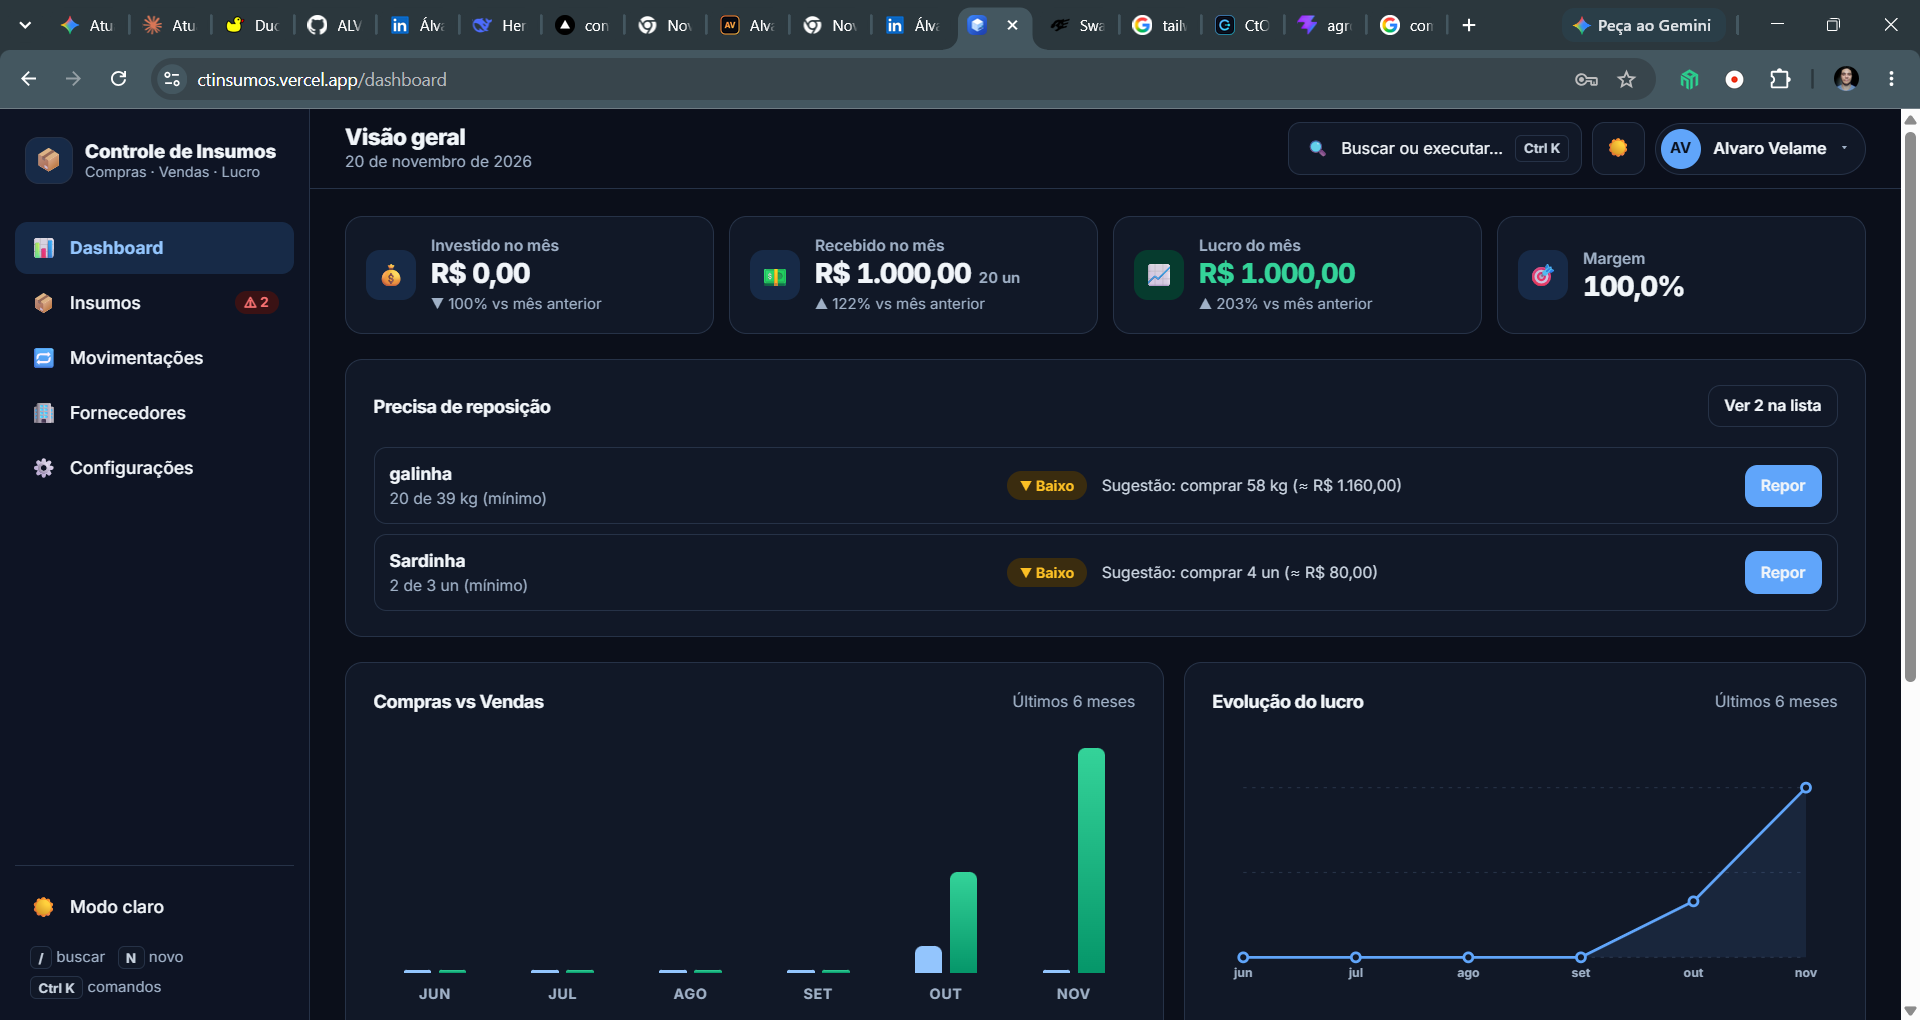 Atu
Atu
Duc
ALV
Álva
Her
con
Nov
Alva
Nov
Álva
Swa
tailw
CtO
agro
con
Peça ao Gemini
ctinsumos.vercel.app/dashboard
Controle de Insumos
Compras · Vendas · Lucro
Dashboard
Insumos
⚠ 2
Movimentações
Fornecedores
Configurações
Modo claro
/ buscar N novo
Ctrl K comandos
Visão geral
20 de novembro de 2026
Buscar ou executar... Ctrl K
AV Alvaro Velame
Investido no mês
R$ 0,00
▼ 100% vs mês anterior
Recebido no mês
R$ 1.000,00 20 un
▲ 122% vs mês anterior
Lucro do mês
R$ 1.000,00
▲ 203% vs mês anterior
Margem
100,0%
Precisa de reposição
Ver 2 na lista
galinha
20 de 39 kg (mínimo)
▼ Baixo
Sugestão: comprar 58 kg (≈ R$ 1.160,00)
Repor
Sardinha
2 de 3 un (mínimo)
▼ Baixo
Sugestão: comprar 4 un (≈ R$ 80,00)
Repor
Compras vs Vendas
Últimos 6 meses
JUN JUL AGO SET OUT NOV
Evolução do lucro
Últimos 6 meses
jun jul ago set out nov